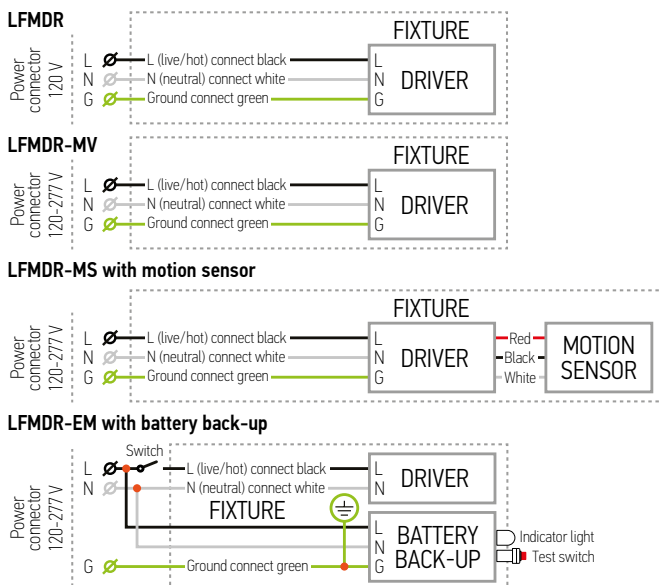 LFMDR
FIXTURE
Power
connector
120 V
L L (live/hot) connect black L
N N (neutral) connect white
G Ground connect green G
DRIVER
LFMDR-MV
FIXTURE
Power
connector
120-277 V
L L (live/hot) connect black L
N N (neutral) connect white N
G Ground connect green G
DRIVER
LFMDR-MS with motion sensor
FIXTURE
Power
connector
120-277 V
L L (live/hot) connect black L
N N (neutral) connect white N
G Ground connect green G
DRIVER
Red
Black
White
MOTION
SENSOR
LFMDR-EM with battery back-up
Switch
Power
connector
120-277 V
L L (live/hot) connect black L
N N (neutral) connect white N
DRIVER
FIXTURE
L
N
BATTERY
BACK-UP
Indicator light
Test switch
G Ground connect green G